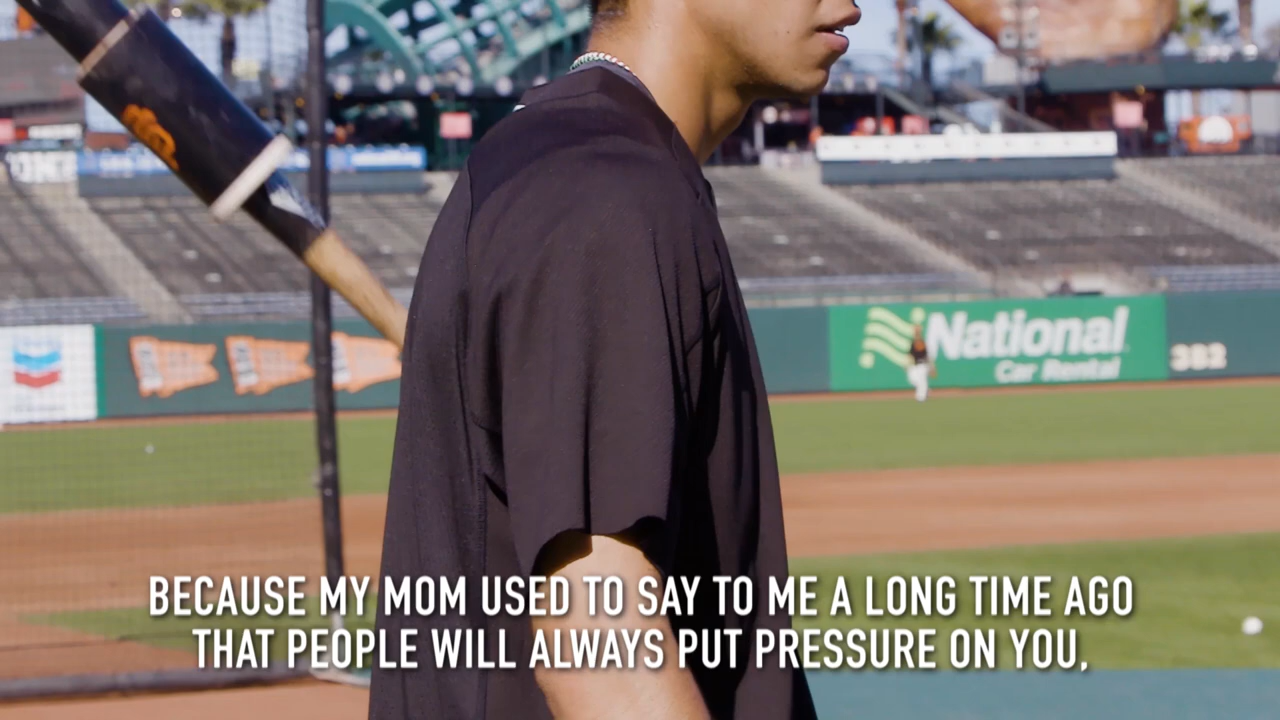 National
Car Rental
382
BECAUSE MY MOM USED TO SAY TO ME A LONG TIME AGO
THAT PEOPLE WILL ALWAYS PUT PRESSURE ON YOU,